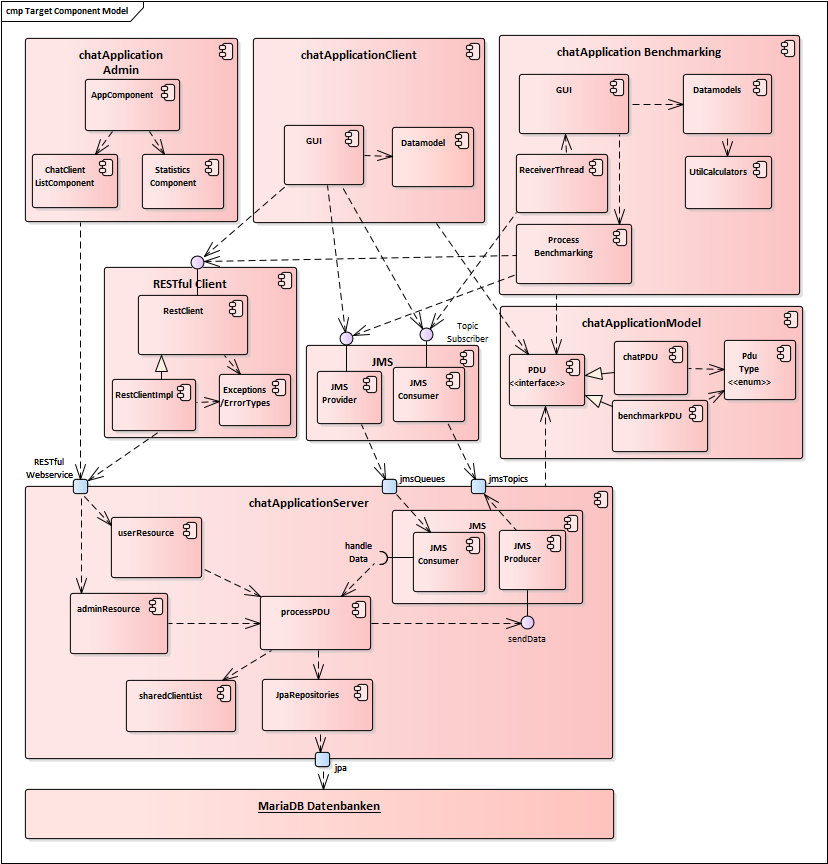 cmp Target Component Model
chatApplication
Admin
AppComponent
ChatClient
ListComponent
Statistics
Component
chatApplicationClient
GUI
Datamodel
chatApplication Benchmarking
GUI
Datamodels
ReceiverThread
UtilCalculators
Process
Benchmarking
RESTful Client
RestClient
RestClientImpl
Exceptions
/ErrorTypes
Topic
Subscriber
JMS
JMS
Provider
JMS
Consumer
chatApplicationModel
PDU
<<interface>>
chatPDU
Pdu
Type
<<enum>>
benchmarkPDU
RESTful
Webservice
jmsQueues
jmsTopics
chatApplicationServer
userResource
handle
Data
JMS
JMS
Consumer
JMS
Producer
adminResource
processPDU
sendData
sharedClientList
JpaRepositories
jpa
MariaDB Datenbanken